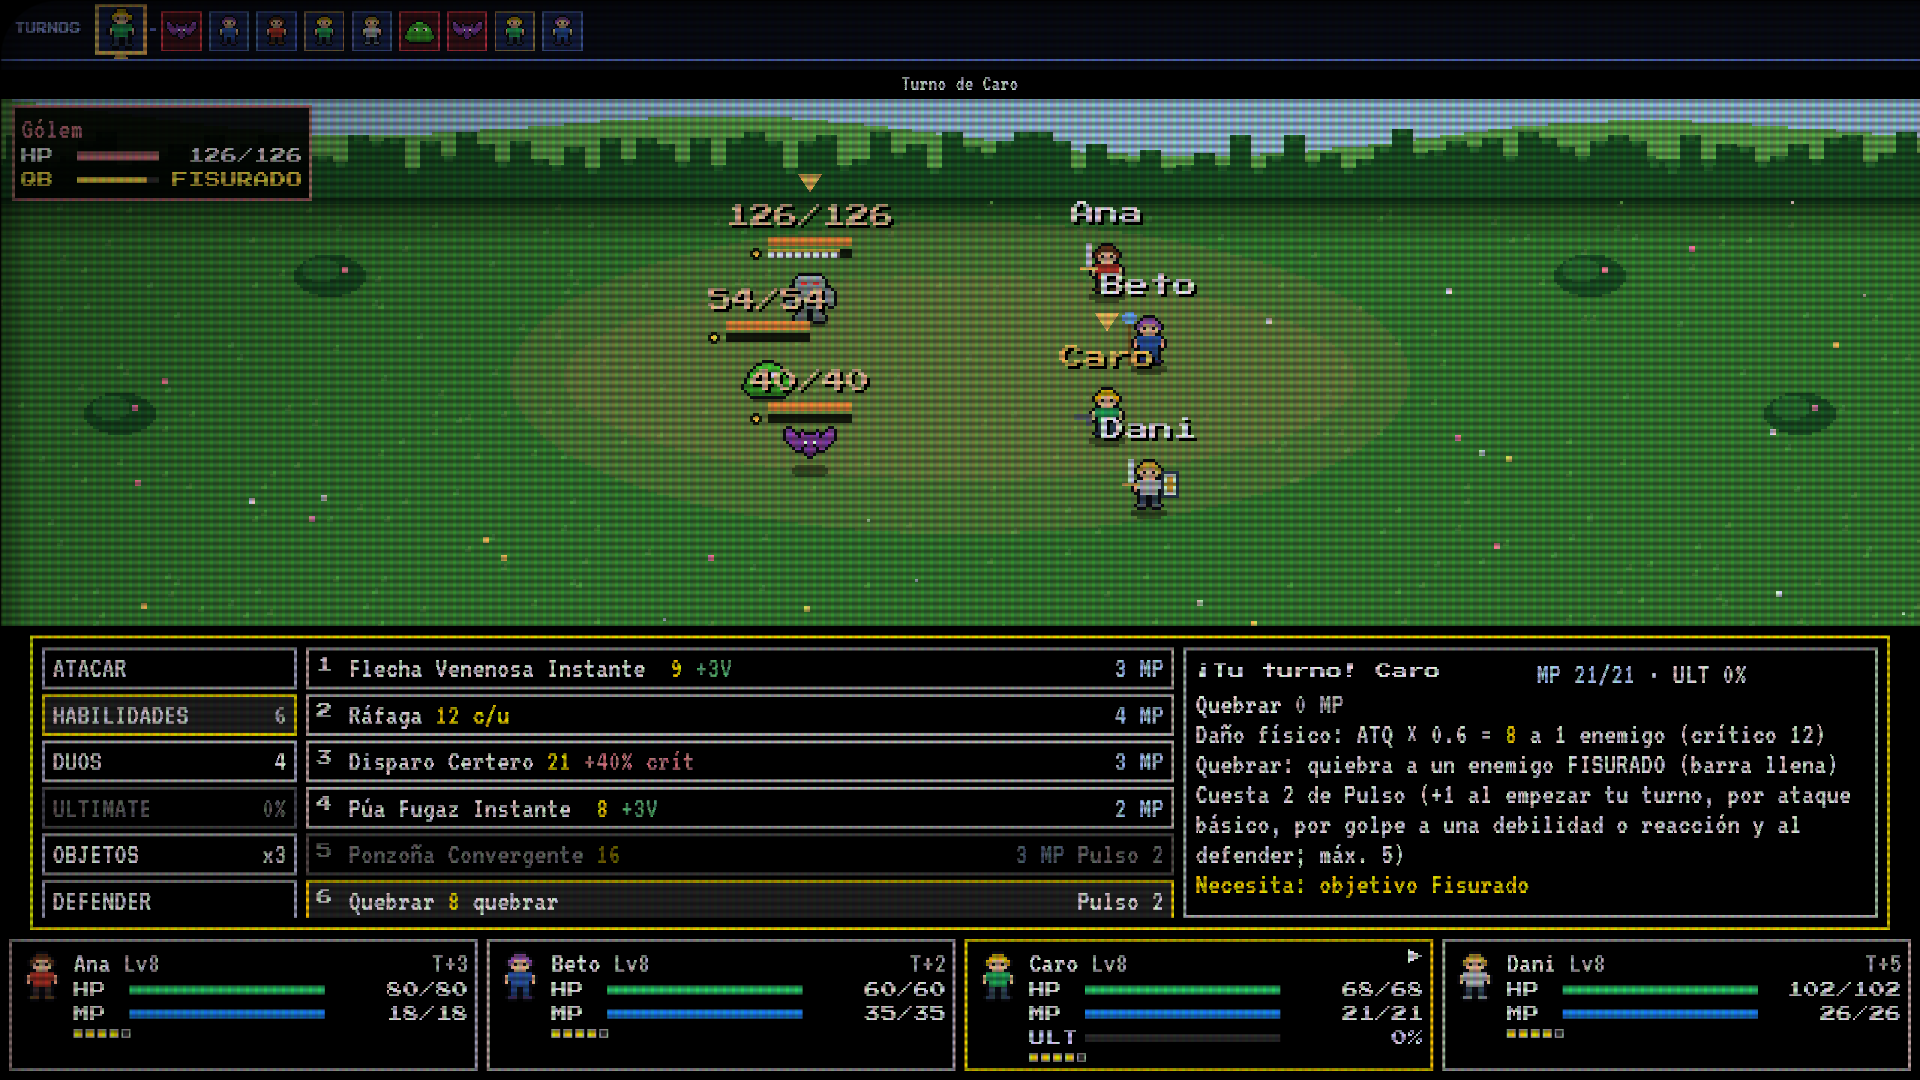 TURNOS
Turno de Caro
Gólem
HP 126/126
QB FISURADO
126/126
54/54
40/40
Ana
Beto
Caro
Dani
ATACAR
HABILIDADES 6
DUOS 4
ULTIMATE 0%
OBJETOS x3
DEFENDER
1 Flecha Venenosa Instante 9 +3V 3 MP
2 Ráfaga 12 c/u 4 MP
3 Disparo Certero 21 +40% crít 3 MP
4 Púa Fugaz Instante 8 +3V 2 MP
5 Ponzoña Convergente 16 3 MP Pulso 2
6 Quebrar 8 quebrar Pulso 2
¡Tu turno! Caro MP 21/21 · ULT 0%
Quebrar 0 MP
Daño físico: ATQ X 0.6 = 8 a 1 enemigo (crítico 12)
Quebrar: quiebra a un enemigo FISURADO (barra llena)
Cuesta 2 de Pulso (+1 al empezar tu turno, por ataque
básico, por golpe a una debilidad o reacción y al
defender; máx. 5)
Necesita: objetivo Fisurado
Ana Lv8 T+3
HP 80/80
MP 18/18
Beto Lv8 T+2
HP 60/60
MP 35/35
Caro Lv8
HP 68/68
MP 21/21
ULT 0%
Dani Lv8 T+5
HP 102/102
MP 26/26